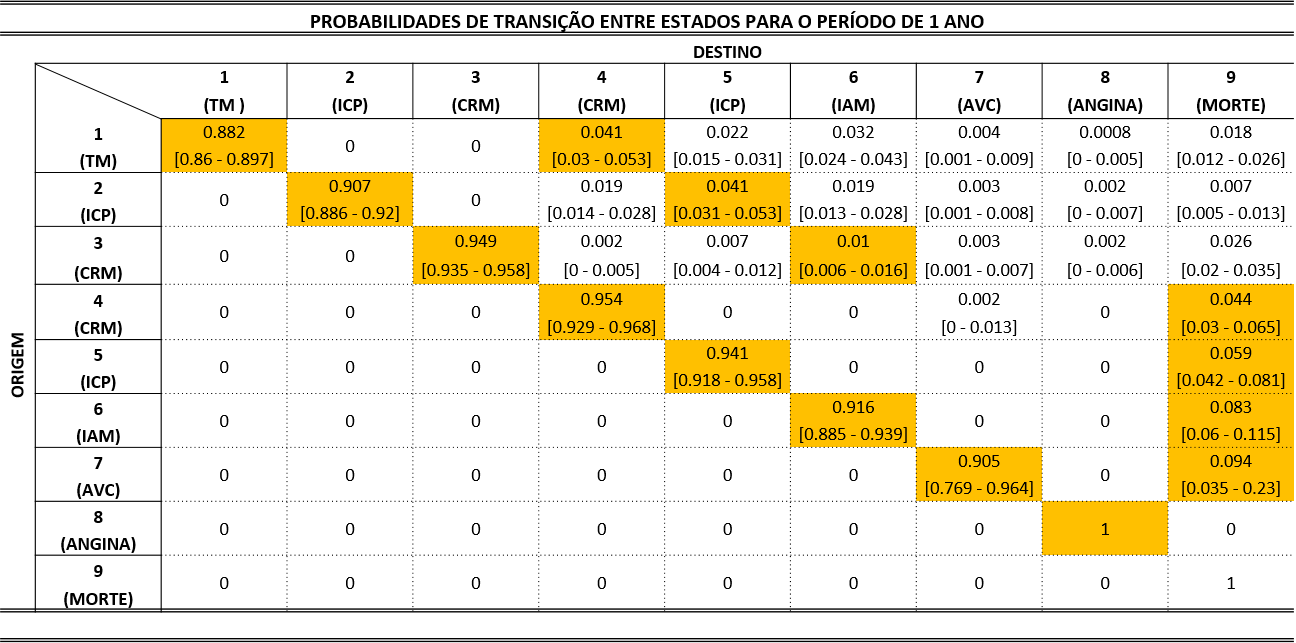 PROBABILIDADES DE TRANSIÇÃO ENTRE ESTADOS PARA O PERÍODO DE 1 ANO
DESTINO
1 2 3 4 5 6 7 8 9
(TM ) (ICP) (CRM) (CRM) (ICP) (IAM) (AVC) (ANGINA) (MORTE)
ORIGEM
1 0.882 0 0 0.041 0.022 0.032 0.004 0.0008 0.018
(TM) [0.86 - 0.897] [0.03 - 0.053] [0.015 - 0.031] [0.024 - 0.043] [0.001 - 0.009] [0 - 0.005] [0.012 - 0.026]
2 0 0.907 0 0.019 0.041 0.019 0.003 0.002 0.007
(ICP) [0.886 - 0.92] [0.014 - 0.028] [0.031 - 0.053] [0.013 - 0.028] [0.001 - 0.008] [0 - 0.007] [0.005 - 0.013]
3 0 0 0.949 0.002 0.007 0.01 0.003 0.002 0.026
(CRM) [0.935 - 0.958] [0 - 0.005] [0.004 - 0.012] [0.006 - 0.016] [0.001 - 0.007] [0 - 0.006] [0.02 - 0.035]
4 0 0 0 0.954 0 0 0.002 0 0.044
(CRM) [0.929 - 0.968] [0 - 0.013] [0.03 - 0.065]
5 0 0 0 0 0.941 0 0 0 0.059
(ICP) [0.918 - 0.958] [0.042 - 0.081]
6 0 0 0 0 0 0.916 0 0 0.083
(IAM) [0.885 - 0.939] [0.06 - 0.115]
7 0 0 0 0 0 0 0.905 0 0.094
(AVC) [0.769 - 0.964] [0.035 - 0.23]
8 0 0 0 0 0 0 0 1 0
(ANGINA)
9 0 0 0 0 0 0 0 0 1
(MORTE)